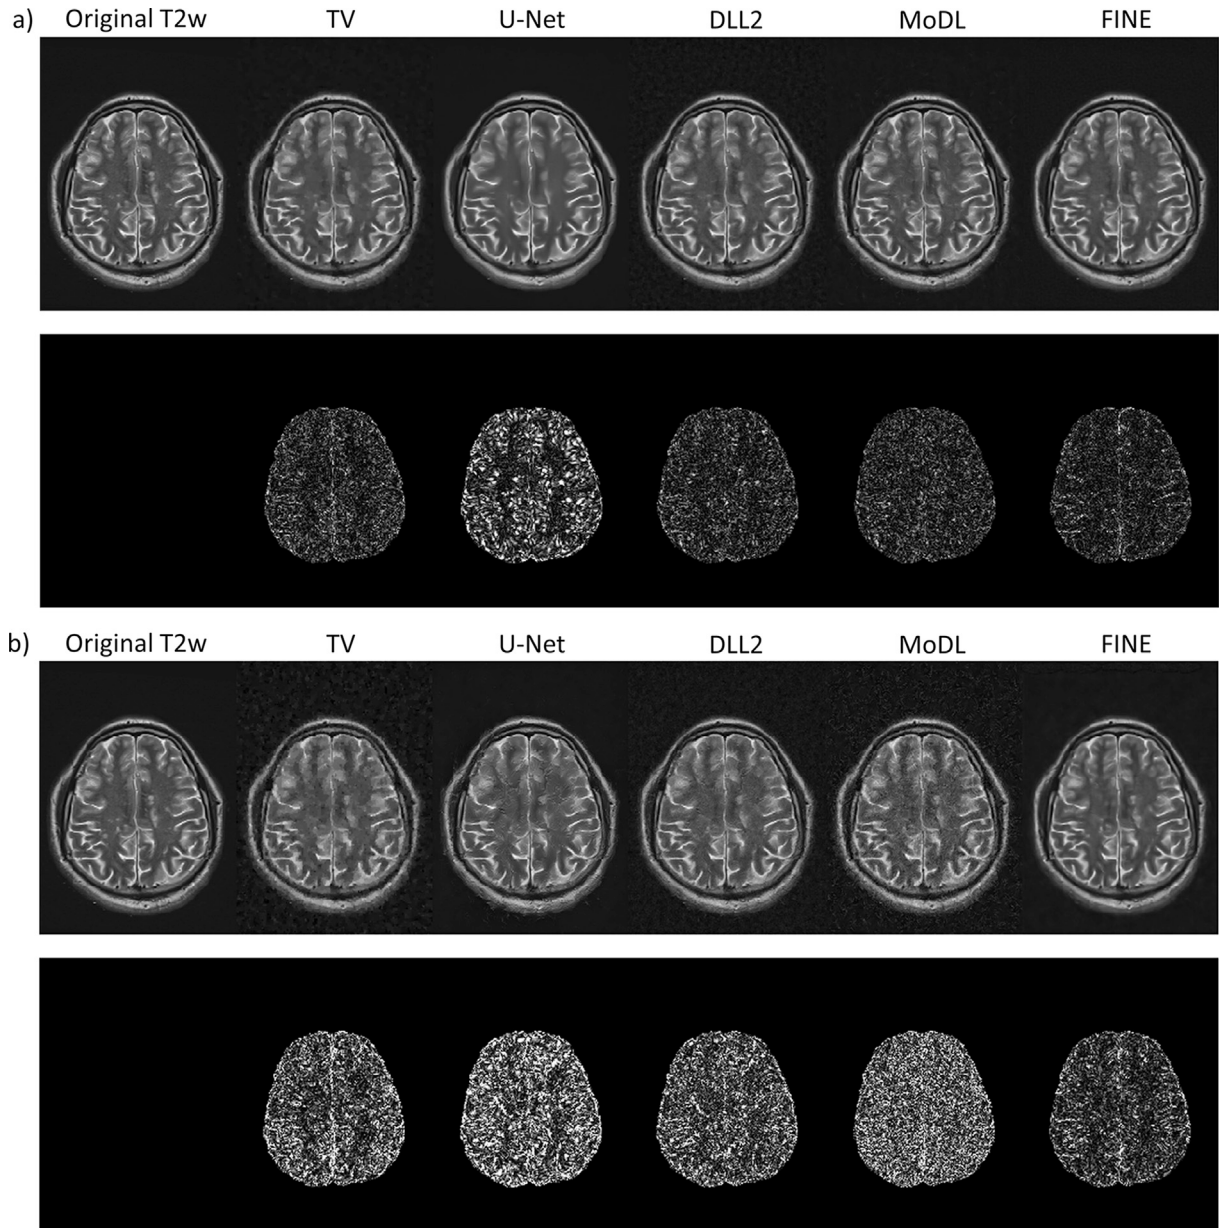 a) Original T2w TV U-Net DLL2 MoDL FINE
b) Original T2w TV U-Net DLL2 MoDL FINE